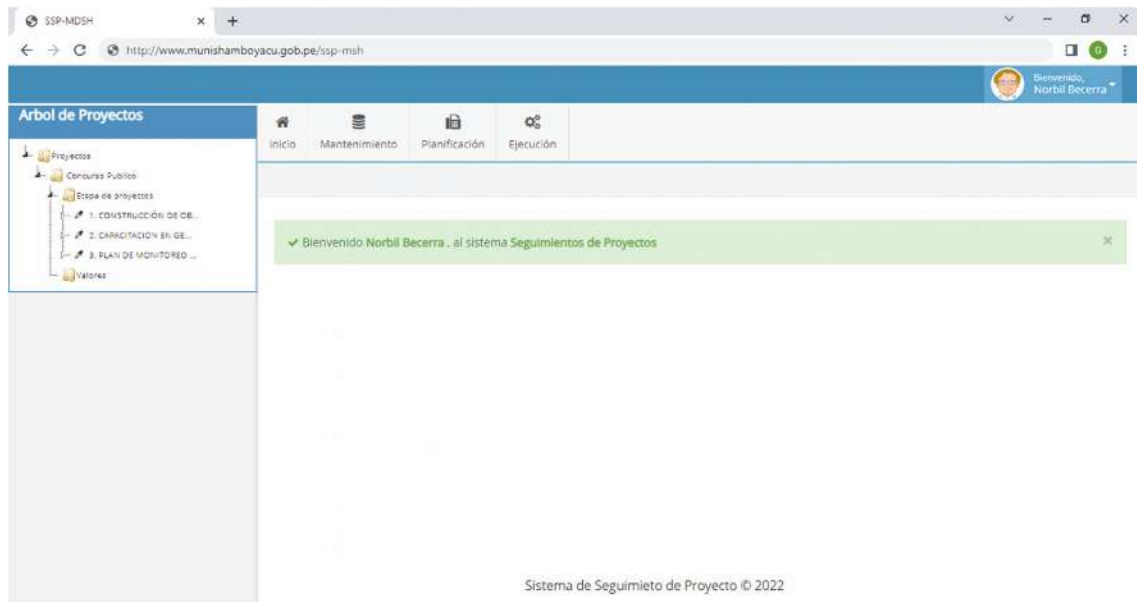 SSP-MDSH
http://www.munishamboyacu.gob.pe/ssp-msh
G
Bienvenido,
Norbil Becerra
Arbol de Proyectos
Inicio
Mantenimiento
Planificación
Ejecución
Proyectos
Concurso Publico
Etapa de proyectos
1. CONSTRUCCIÓN DE OB...
2. CAPACITACION EN GE...
3. PLAN DE MONITOREO ...
Valores
Bienvenido Norbil Becerra , al sistema Seguimientos de Proyectos
Sistema de Seguimieto de Proyecto © 2022